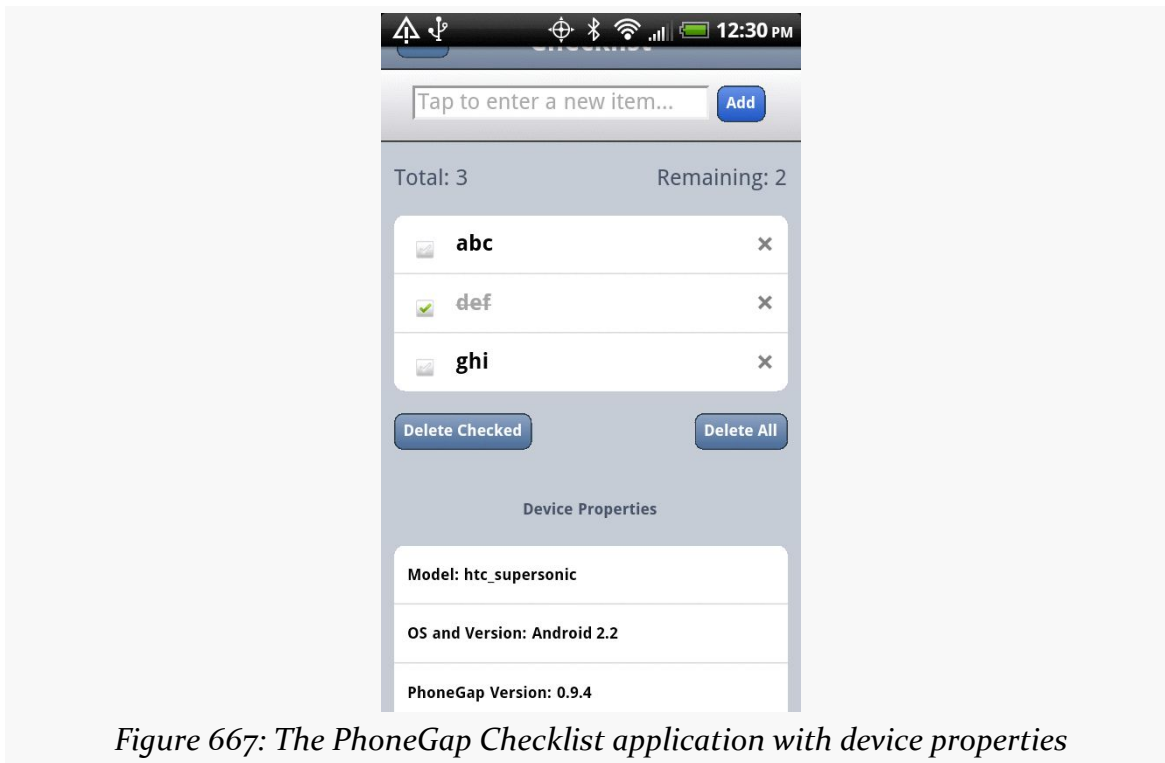 12:30 PM
Checklist
Tap to enter a new item...
Add
Total: 3
Remaining: 2
abc
def
ghi
Delete Checked
Delete All
Device Properties
Model: htc_supersonic
OS and Version: Android 2.2
PhoneGap Version: 0.9.4
Figure 667: The PhoneGap Checklist application with device properties